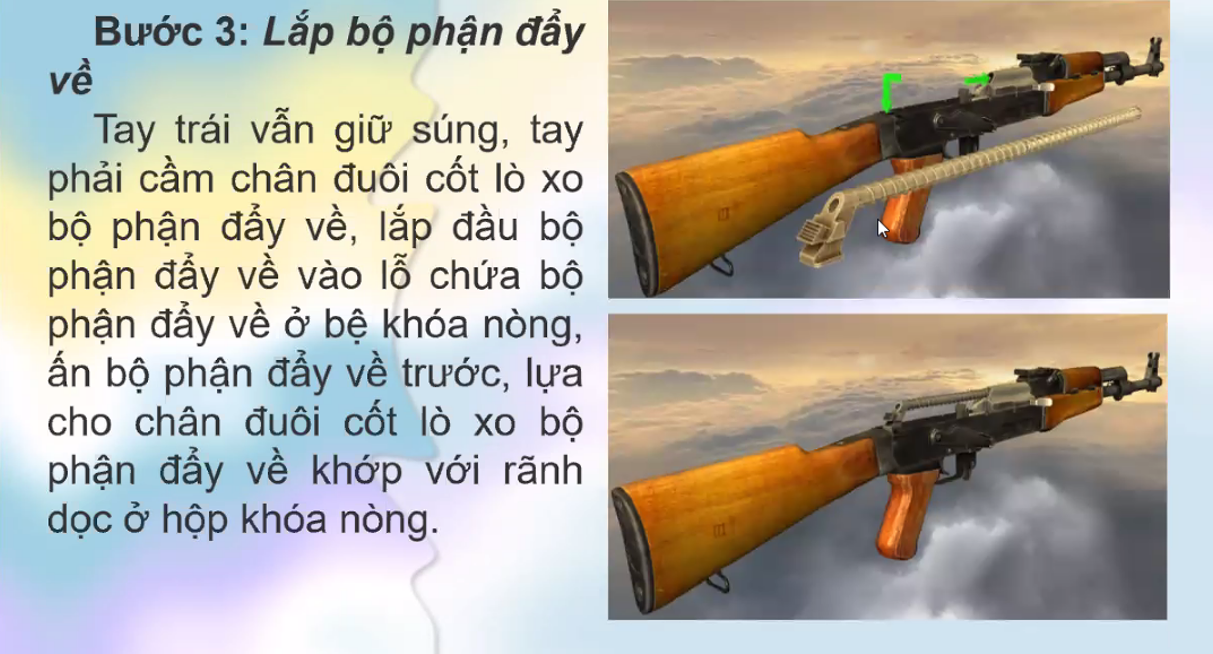 Bước 3: Lắp bộ phận đẩy
về
Tay trái vẫn giữ súng, tay
phải cầm chân đuôi cốt lò xo
bộ phận đẩy về, lắp đầu bộ
phận đẩy về vào lỗ chứa bộ
phận đẩy về ở bệ khóa nòng,
ấn bộ phận đẩy về trước, lựa
cho chân đuôi cốt lò xo bộ
phận đẩy về khớp với rãnh
dọc ở hộp khóa nòng.